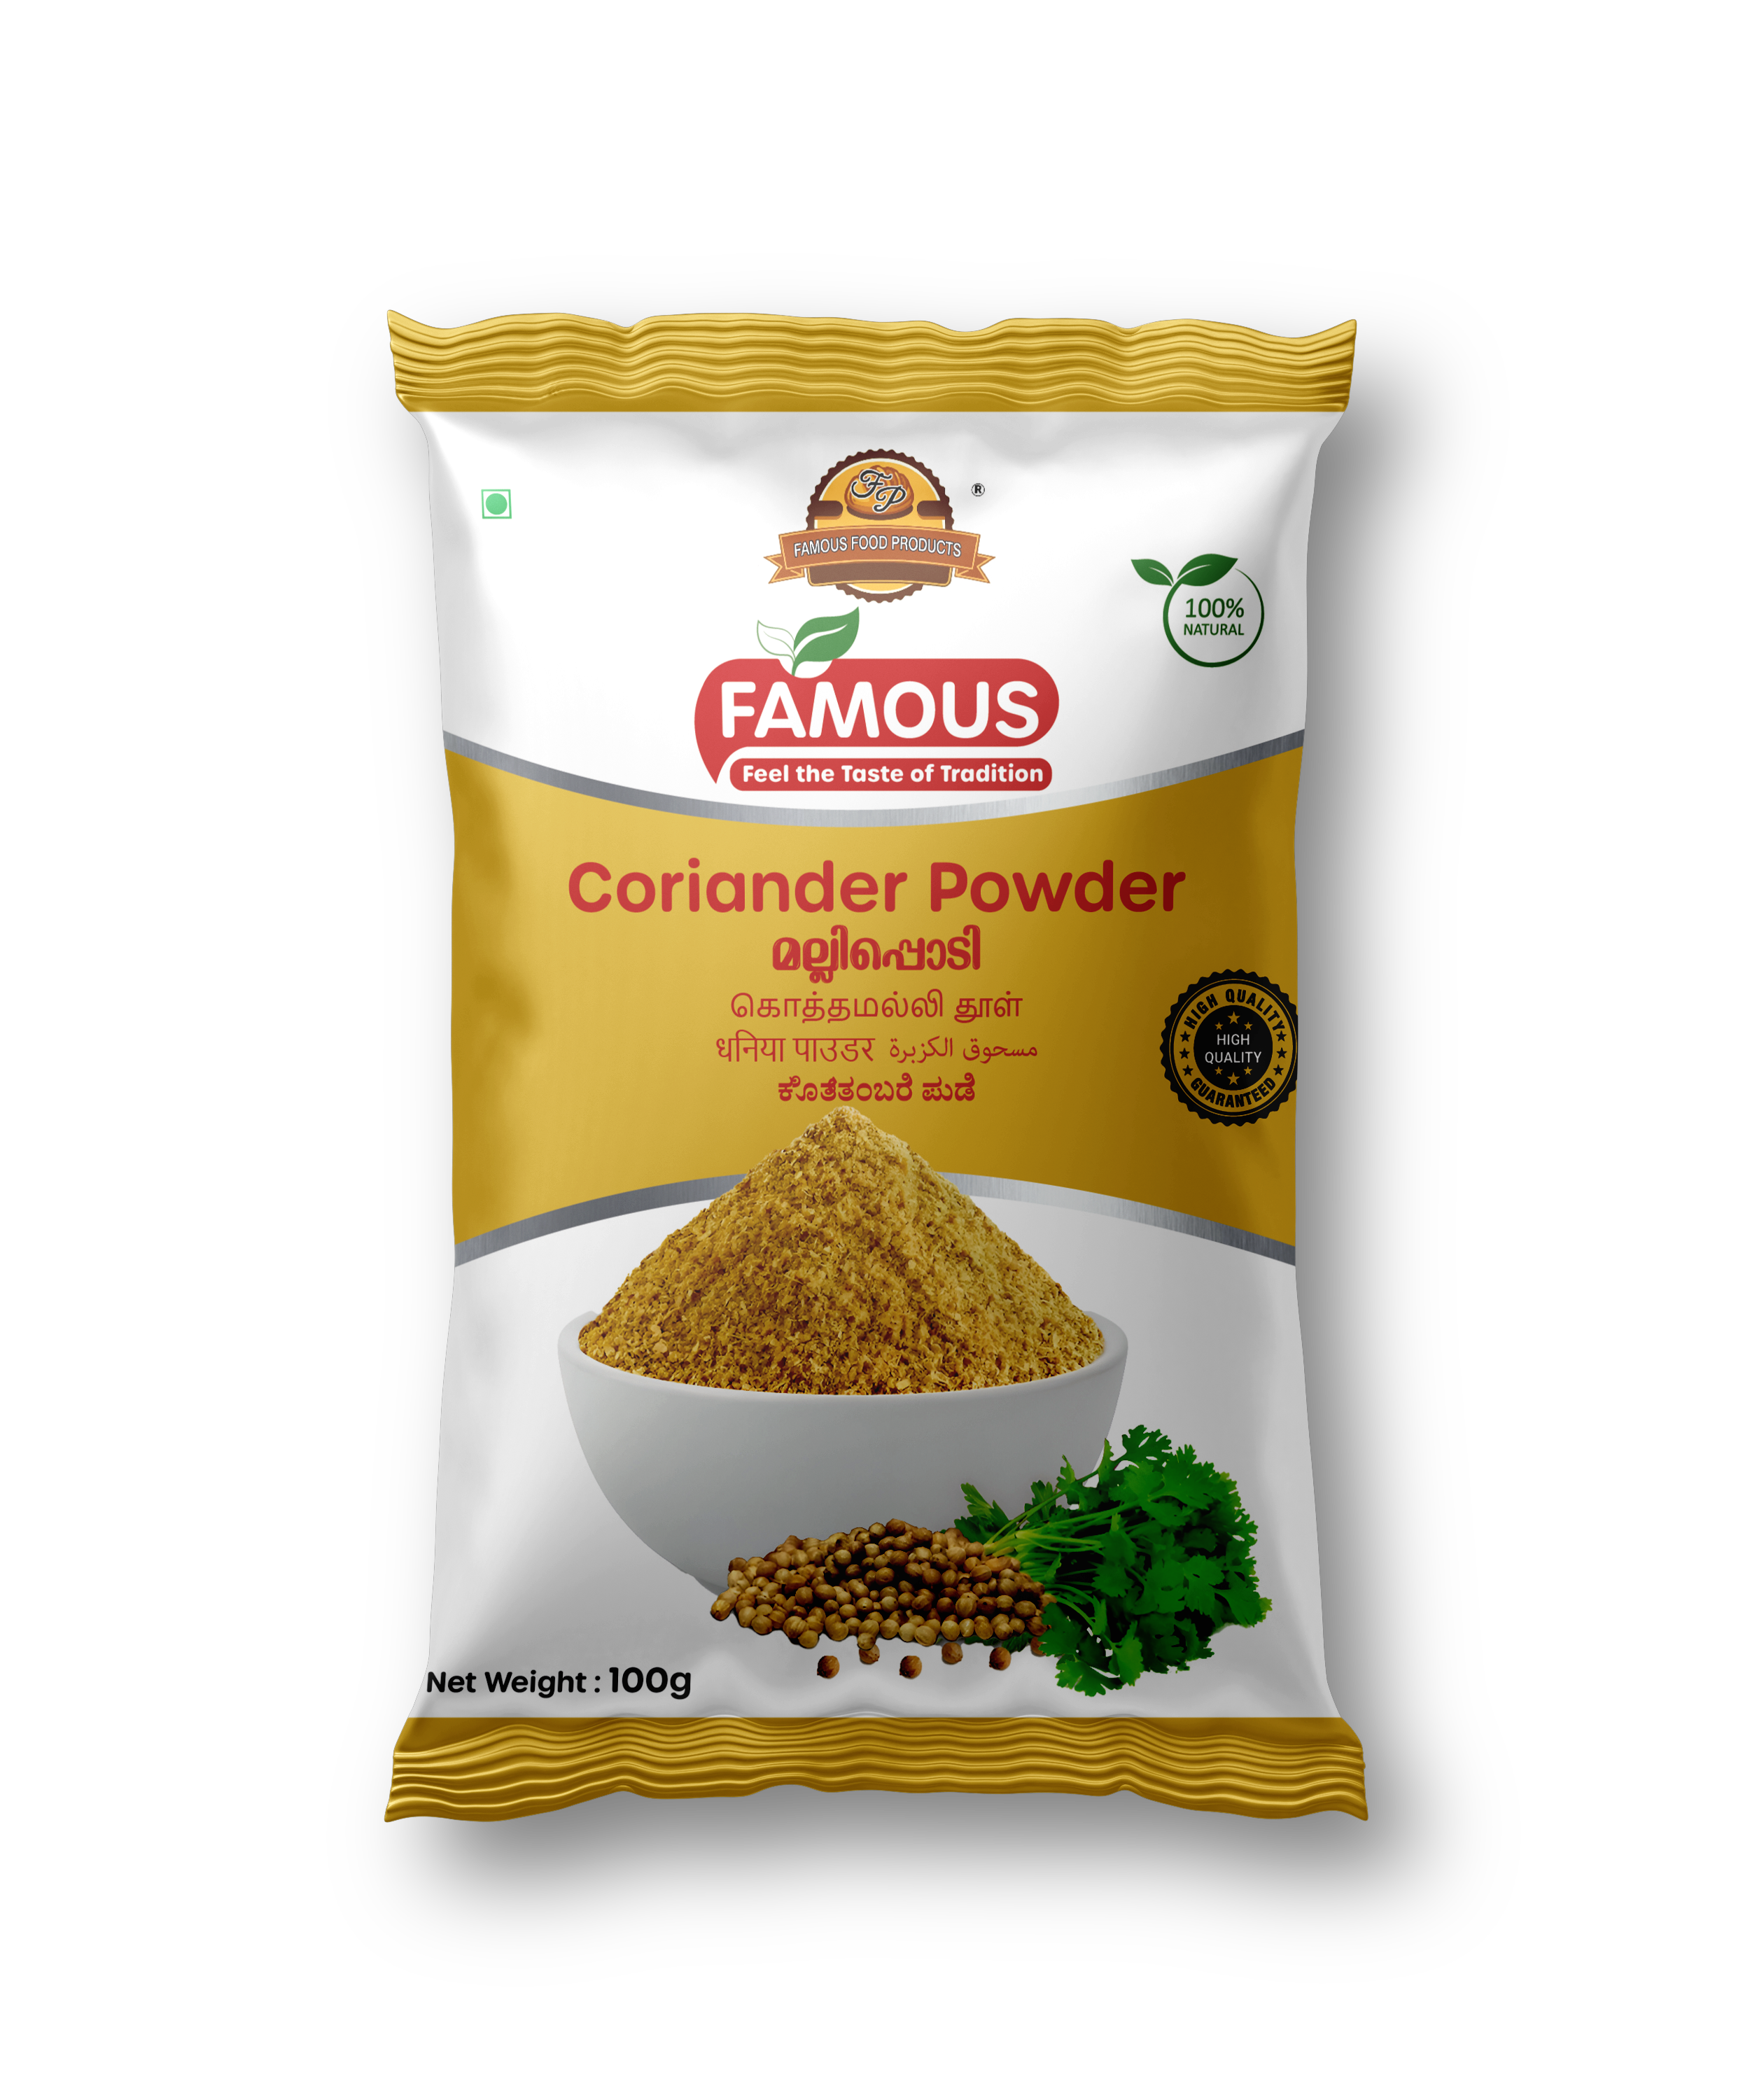 FP
®
FAMOUS FOOD PRODUCTS
100%
NATURAL
FAMOUS
Feel the Taste of Tradition
Coriander Powder
മല്ലിപ്പൊടി
கொத்தமல்லி தூள்
धनिया पाउडर مسحوق الكزبرة
ಕೊತ್ತಂಬರಿ ಪುಡಿ
HIGH QUALITY
HIGH
QUALITY
GUARANTEED
Net Weight : 100g